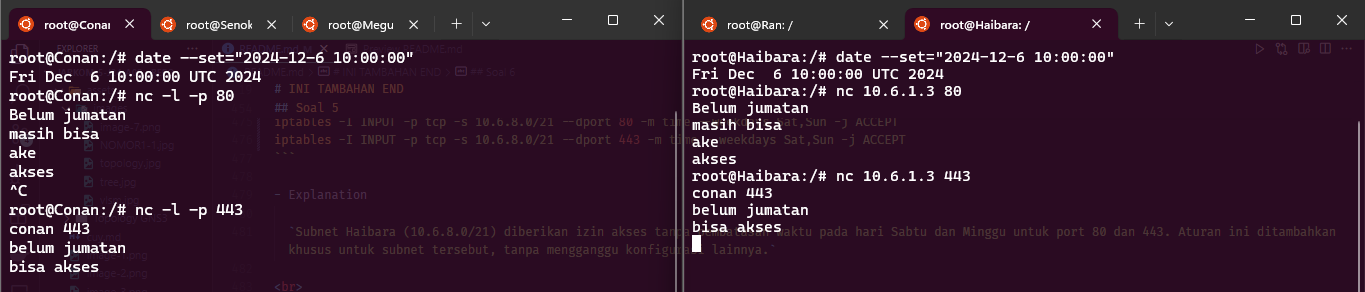 root@Conan
root@Senok
root@Megu
root@Conan:/# date --set="2024-12-6 10:00:00"
Fri Dec  6 10:00:00 UTC 2024
root@Conan:/# nc -l -p 80
Belum jumatan
masih bisa
ake
akses
^C
root@Conan:/# nc -l -p 443
conan 443
belum jumatan
bisa akses
EXPLORER
# INI TAMBAHAN END
## Soal 5
iptables -I INPUT -p tcp -s 10.6.8.0/21 --dport 80 -m time --weekdays Sat,Sun -j ACCEPT
iptables -I INPUT -p tcp -s 10.6.8.0/21 --dport 443 -m time --weekdays Sat,Sun -j ACCEPT
```
- Explanation
`Subnet Haibara (10.6.8.0/21) diberikan izin akses tanpa waktu pada hari Sabtu dan Minggu untuk port 80 dan 443. Aturan ini ditambahkan
khusus untuk subnet tersebut, tanpa mengganggu konfigurasi lainnya.`
<br>
root@Ran: /
root@Haibara: /
root@Haibara:/# date --set="2024-12-6 10:00:00"
Fri Dec  6 10:00:00 UTC 2024
root@Haibara:/# nc 10.6.1.3 80
Belum jumatan
masih bisa
ake
akses
root@Haibara:/# nc 10.6.1.3 443
conan 443
belum jumatan
bisa akses